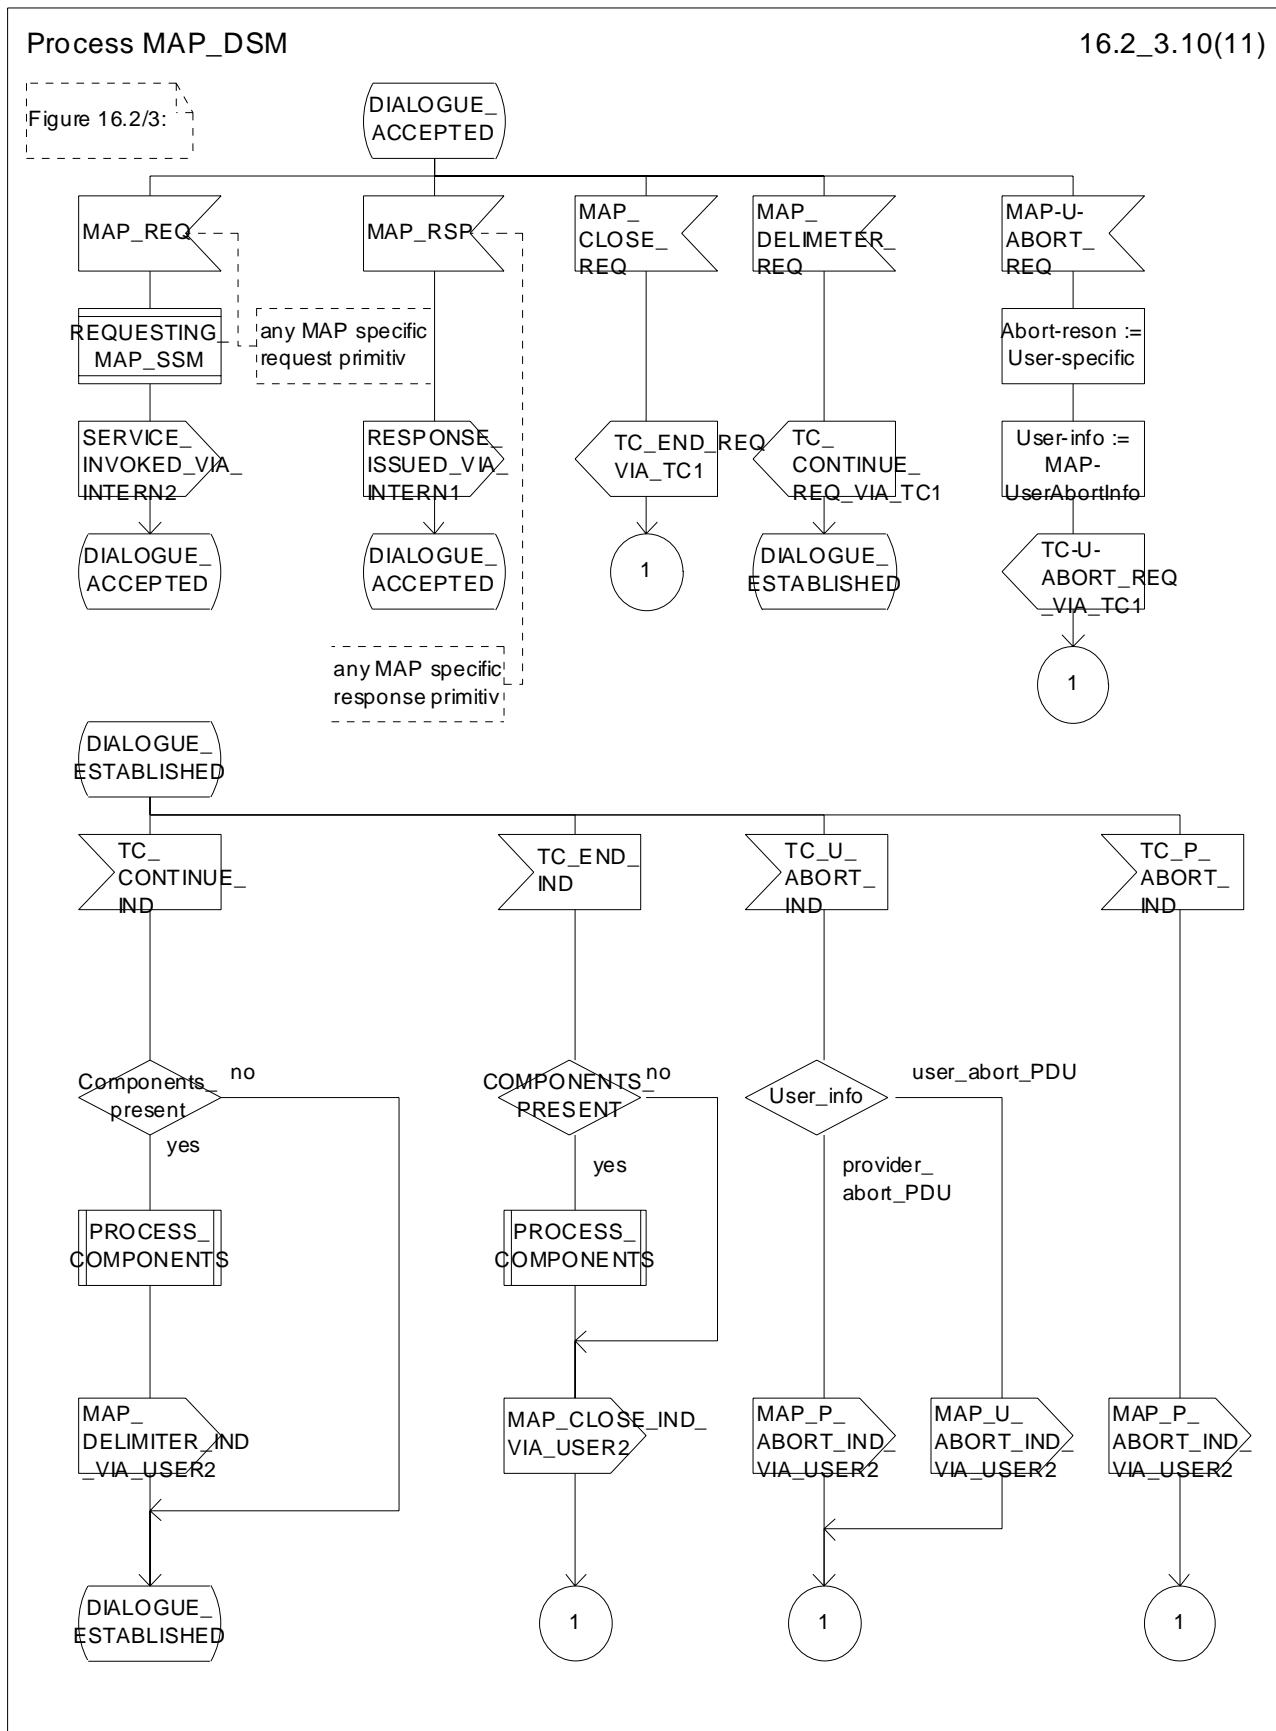 Process MAP_DSM
16.2_3.10(11)
Figure 16.2/3:
DIALOGUE_
ACCEPTED
MAP_REQ
MAP_RSP
MAP_
CLOSE_
REQ
MAP_
DELIMETER_
REQ
MAP-U-
ABORT_
REQ
REQUESTING_
MAP_SSM
any MAP specific
request primitiv
Abort-reson :=
User-specific
SERVICE_
INVOKED_VIA_
INTERN2
RESPONSE_
ISSUED_VIA_
INTERN1
TC_END_REQ
VIA_TC1
TC_
CONTINUE_
REQ_VIA_TC1
User-info :=
MAP-
UserAbortInfo
DIALOGUE_
ACCEPTED
DIALOGUE_
ACCEPTED
1
DIALOGUE_
ESTABLISHED
TC-U-
ABORT_REQ
_VIA_TC1
any MAP specific
response primitiv
1
DIALOGUE_
ESTABLISHED
TC_
CONTINUE_
IND
TC_END_
IND
TC_U_
ABORT_
IND
TC_P_
ABORT_
IND
Components_
present
no
yes
COMPONENTS_
PRESENT
no
yes
User_info
user_abort_PDU
provider_
abort_PDU
PROCESS_
COMPONENTS
PROCESS_
COMPONENTS
MAP_
DELIMITER_IND
_VIA_USER2
MAP_CLOSE_IND_
VIA_USER2
MAP_P_
ABORT_IND_
VIA_USER2
MAP_U_
ABORT_IND_
VIA_USER2
MAP_P_
ABORT_IND_
VIA_USER2
DIALOGUE_
ESTABLISHED
1
1
1